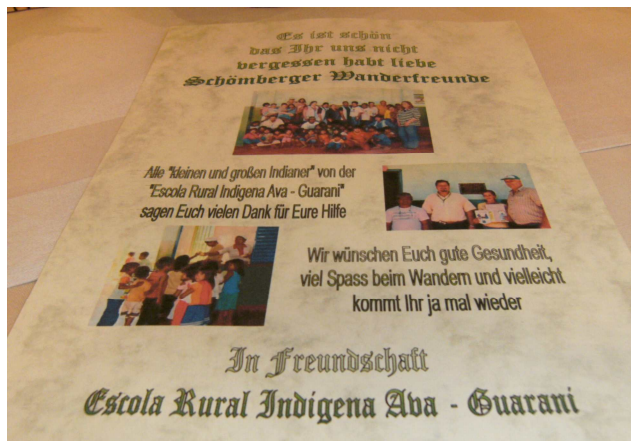 Es ist schön
das Ihr uns nicht
vergessen habt liebe
Schömberger Wanderfreunde
Alle "kleinen und großen Indianer" von der
"Escola Rural Indigena Ava - Guarani"
sagen Euch vielen Dank für Eure Hilfe
Wir wünschen Euch gute Gesundheit,
viel Spass beim Wandern und vielleicht
kommt Ihr ja mal wieder
In Freundschaft
Escola Rural Indigena Ava - Guarani